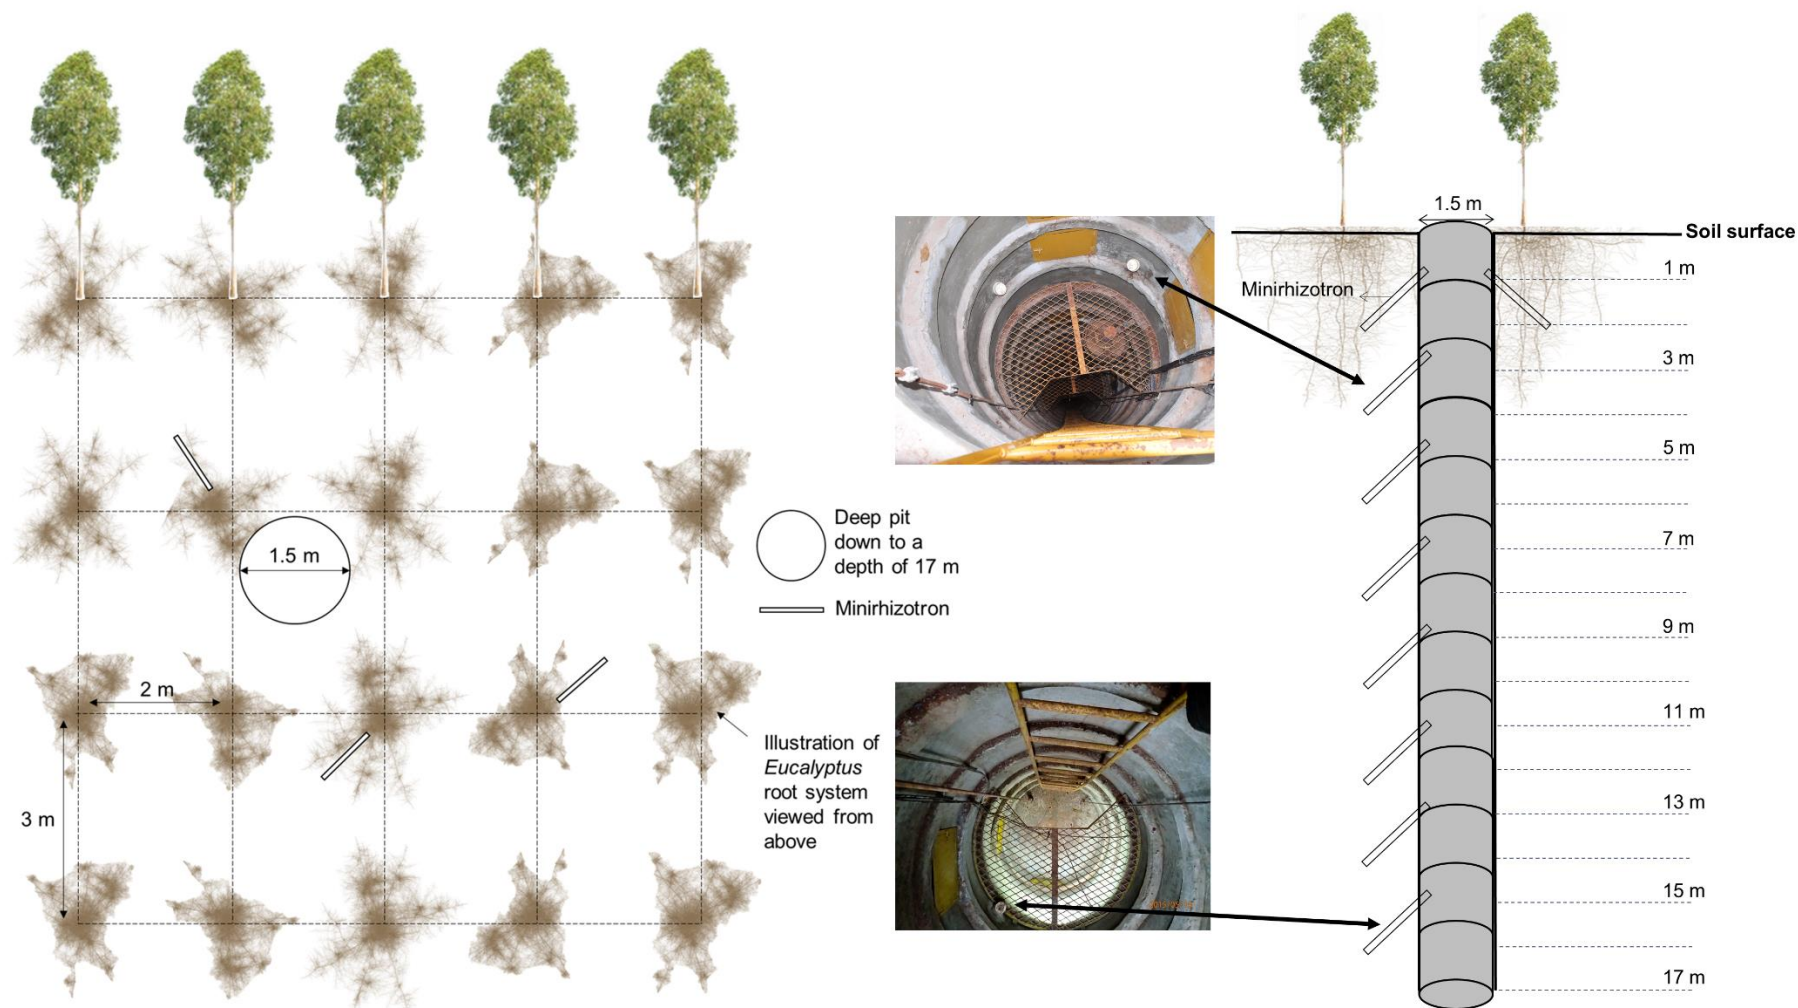 1.5 m
2 m
3 m
Deep pit
down to a
depth of 17 m
Minirhizotron
Illustration of
Eucalyptus
root system
viewed from
above
1.5 m
Soil surface
Minirhizotron
1 m
3 m
5 m
7 m
9 m
11 m
13 m
15 m
17 m